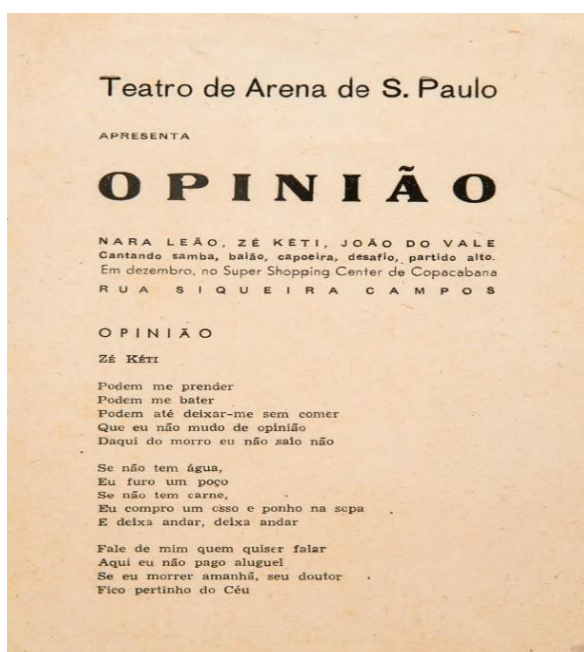 Teatro de Arena de S. Paulo
APRESENTA
OPINIÃO
NARA LEÃO, ZÉ KÉTI, JOÃO DO VALE
Cantando samba, baião, capoeira, desafio, partido alto.
Em dezembro, no Super Shopping Center de Copacabana
RUA SIQUEIRA CAMPOS
OPINIÃO
ZÉ KÉTI
Podem me prender
Podem me bater
Podem até deixar-me sem comer
Que eu não mudo de opinião
Daqui do morro eu não saio não
Se não tem água,
Eu furo um poço
Se não tem carne,
Eu compro um osso e ponho na sopa
E deixa andar, deixa andar
Fale de mim quem quiser falar
Aqui eu não pago aluguel
Se eu morrer amanhã, seu doutor
Fico pertinho do Céu